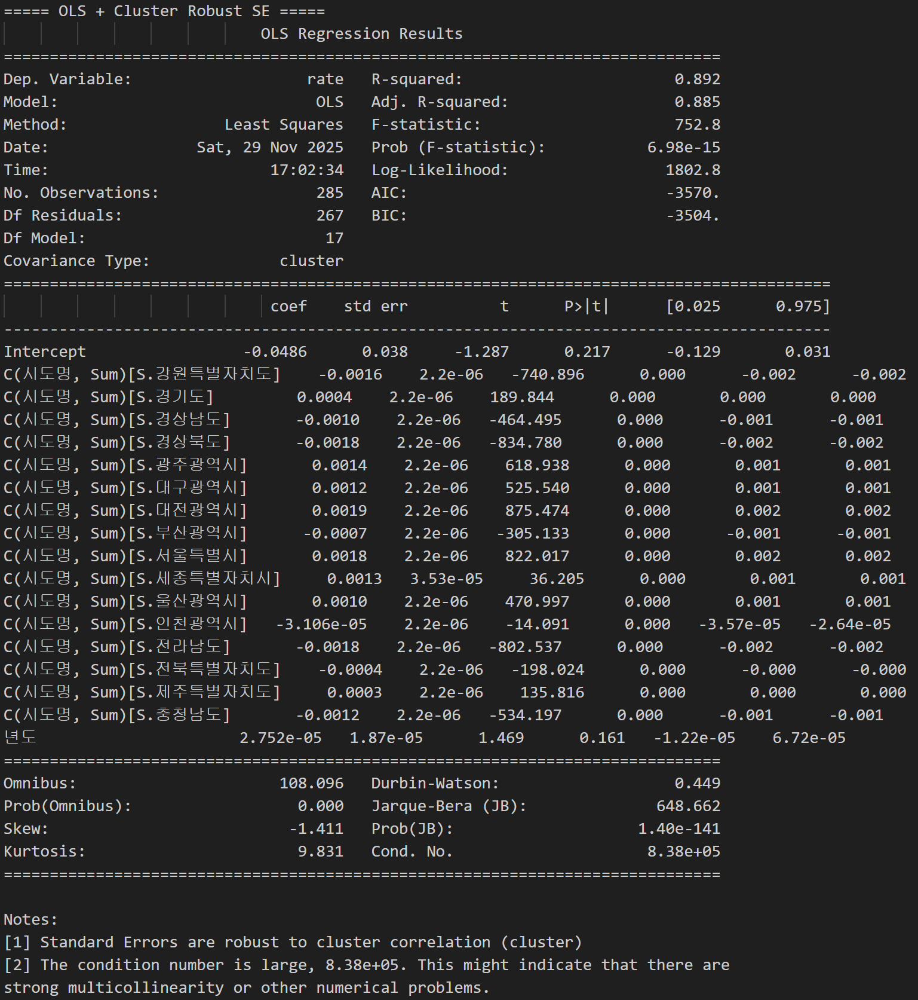 ===== OLS + Cluster Robust SE =====
OLS Regression Results
==============================================================================
Dep. Variable:                   rate   R-squared:                       0.892
Model:                            OLS   Adj. R-squared:                  0.885
Method:                 Least Squares   F-statistic:                     752.8
Date:                Sat, 29 Nov 2025   Prob (F-statistic):           6.98e-15
Time:                        17:02:34   Log-Likelihood:                 1802.8
No. Observations:                 285   AIC:                            -3570.
Df Residuals:                     267   BIC:                            -3504.
Df Model:                          17
Covariance Type:              cluster
==========================================================================================
coef    std err          t      P>|t|      [0.025      0.975]
------------------------------------------------------------------------------------------
Intercept                 -0.0486      0.038     -1.287      0.217      -0.129       0.031
C(시도명, Sum)[S.강원특별자치도]    -0.0016    2.2e-06   -740.896      0.000      -0.002      -0.002
C(시도명, Sum)[S.경기도]         0.0004    2.2e-06    189.844      0.000       0.000       0.000
C(시도명, Sum)[S.경상남도]       -0.0010    2.2e-06   -464.495      0.000      -0.001      -0.001
C(시도명, Sum)[S.경상북도]       -0.0018    2.2e-06   -834.780      0.000      -0.002      -0.002
C(시도명, Sum)[S.광주광역시]       0.0014    2.2e-06    618.938      0.000       0.001       0.001
C(시도명, Sum)[S.대구광역시]       0.0012    2.2e-06    525.540      0.000       0.001       0.001
C(시도명, Sum)[S.대전광역시]       0.0019    2.2e-06    875.474      0.000       0.002       0.002
C(시도명, Sum)[S.부산광역시]      -0.0007    2.2e-06   -305.133      0.000      -0.001      -0.001
C(시도명, Sum)[S.서울특별시]       0.0018    2.2e-06    822.017      0.000       0.002       0.002
C(시도명, Sum)[S.세종특별자치시]     0.0013   3.53e-05     36.205      0.000       0.001       0.001
C(시도명, Sum)[S.울산광역시]       0.0010    2.2e-06    470.997      0.000       0.001       0.001
C(시도명, Sum)[S.인천광역시]   -3.106e-05    2.2e-06    -14.091      0.000   -3.57e-05   -2.64e-05
C(시도명, Sum)[S.전라남도]       -0.0018    2.2e-06   -802.537      0.000      -0.002      -0.002
C(시도명, Sum)[S.전북특별자치도]    -0.0004    2.2e-06   -198.024      0.000      -0.000      -0.000
C(시도명, Sum)[S.제주특별자치도]     0.0003    2.2e-06    135.816      0.000       0.000       0.000
C(시도명, Sum)[S.충청남도]       -0.0012    2.2e-06   -534.197      0.000      -0.001      -0.001
년도                      2.752e-05   1.87e-05      1.469      0.161   -1.22e-05    6.72e-05
==============================================================================
Omnibus:                      108.096   Durbin-Watson:                   0.449
Prob(Omnibus):                  0.000   Jarque-Bera (JB):              648.662
Skew:                          -1.411   Prob(JB):                    1.40e-141
Kurtosis:                       9.831   Cond. No.                     8.38e+05
==============================================================================
Notes:
[1] Standard Errors are robust to cluster correlation (cluster)
[2] The condition number is large, 8.38e+05. This might indicate that there are
strong multicollinearity or other numerical problems.